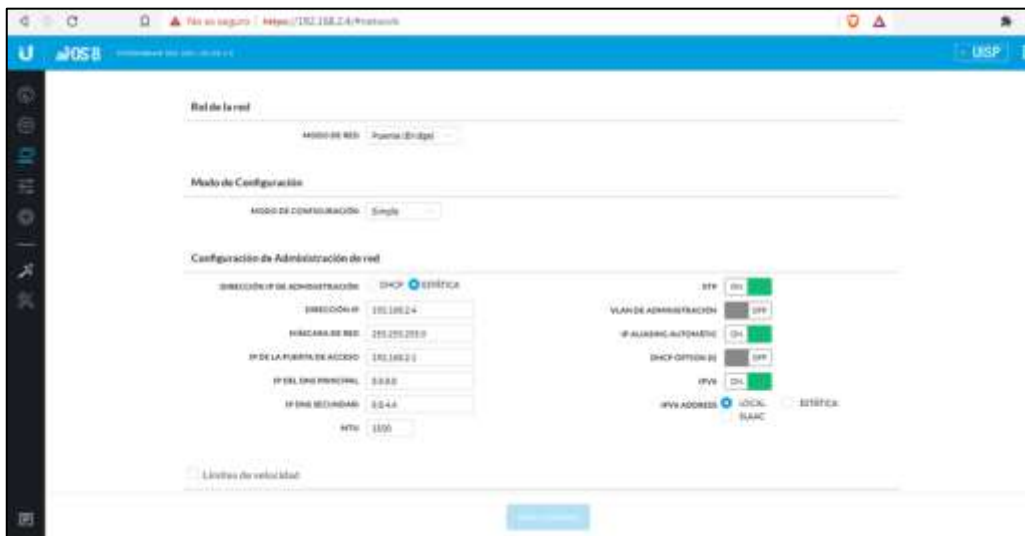 No es seguro https://192.168.2.4/#network
U airOS 8
UISP
Rol de la red
MODO DE RED Puente (Bridge)
Modo de Configuración
MODO DE CONFIGURACIÓN Simple
Configuración de Administración de red
DIRECCIÓN IP DE ADMINISTRACIÓN DHCP ESTÁTICA
DIRECCIÓN IP 192.168.2.4
MÁSCARA DE RED 255.255.255.0
IP DE LA PUERTA DE ACCESO 192.168.2.1
IP DEL DNS PRINCIPAL 8.8.8.8
IP DNS SECUNDARI 8.8.4.4
MTU 1500
STP ON
VLAN DE ADMINISTRACIÓN OFF
IP ALIASING AUTOMÁTIC ON
DHCP OPTION 82 OFF
IPV6 ON
IPV6 ADDRESS LOCAL SLAAC ESTÁTICA
Límites de velocidad